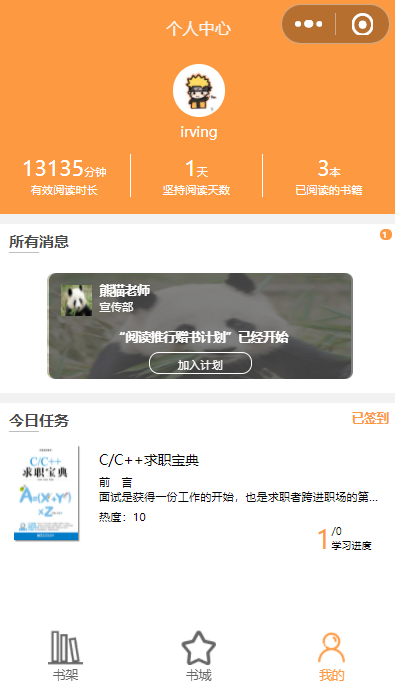 个人中心
irving
13135分钟
有效阅读时长
1天
坚持阅读天数
3本
已阅读的书籍
所有消息
1
熊猫老师
宣传部
“阅读推行赠书计划”已经开始
加入计划
今日任务
已签到
C/C++
求职宝典
A=(X+Y)
×Z
C/C++求职宝典
前 言
面试是获得一份工作的开始，也是求职者跨进职场的第...
热度：10
1/0
学习进度
书架
书城
我的